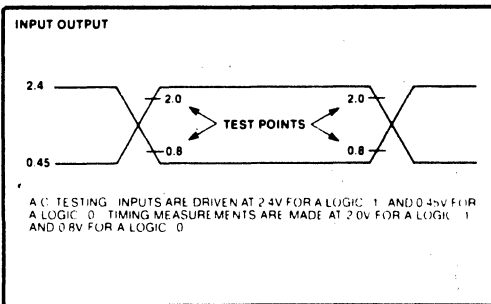 INPUT OUTPUT
2.4
2.0
2.0
TEST POINTS
0.8
0.8
0.45
A C TESTING INPUTS ARE DRIVEN AT 2 4V FOR A LOGIC 1 AND 0 45V FOR
A LOGIC 0 TIMING MEASUREMENTS ARE MADE AT 2 0V FOR A LOGIC 1
AND 0 8V FOR A LOGIC 0